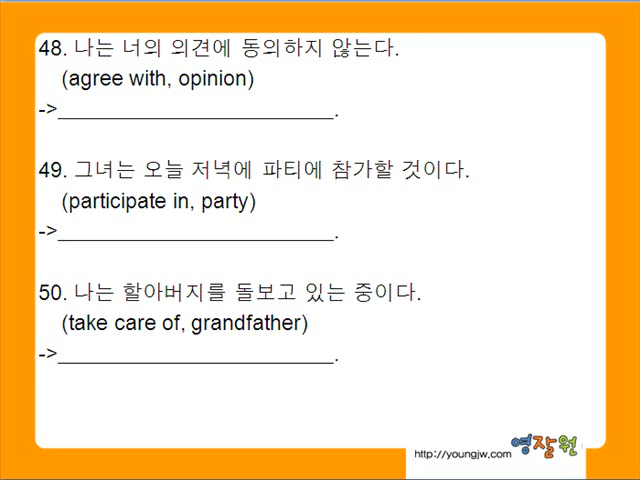 48. 나는 너의 의견에 동의하지 않는다.
(agree with, opinion)
->_________________________.
49. 그녀는 오늘 저녁에 파티에 참가할 것이다.
(participate in, party)
->_________________________.
50. 나는 할아버지를 돌보고 있는 중이다.
(take care of, grandfather)
->_________________________.
영잘원
http://youngjw.com